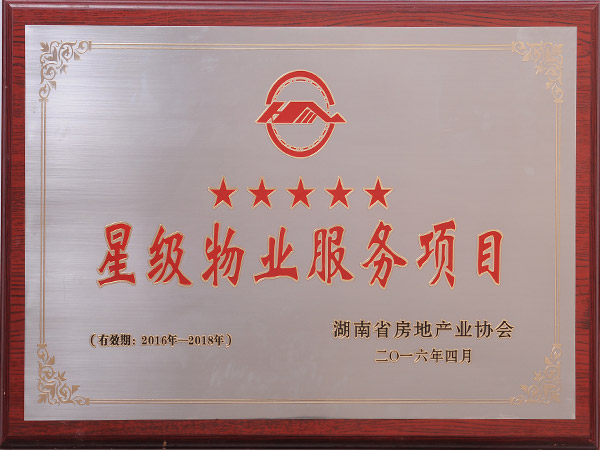 ★★★★★
星级物业服务项目
(有效期：2016年—2018年)
湖南省房地产业协会
二〇一六年四月